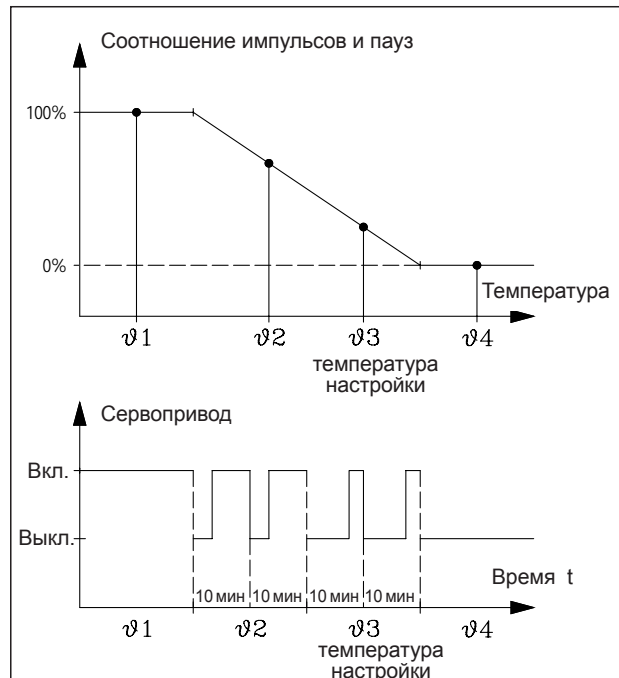 Соотношение импульсов и пауз
100%
0%
Температура
ϑ1 ϑ2 ϑ3 ϑ4
температура
настройки
Сервопривод
Вкл.
Выкл.
Время t
10 мин 10 мин 10 мин 10 мин
ϑ1 ϑ2 ϑ3 ϑ4
температура
настройки